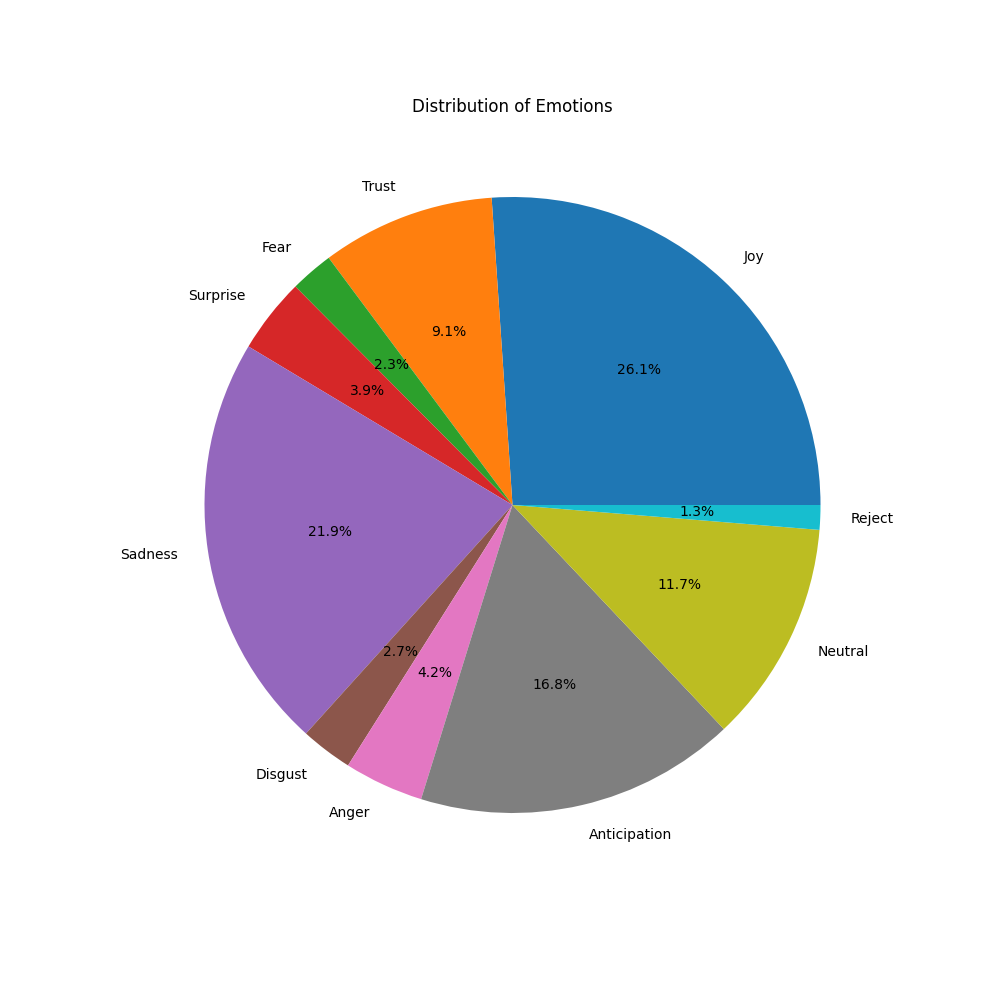 Distribution of Emotions
Joy
26.1%
Trust
9.1%
Fear
2.3%
Surprise
3.9%
Sadness
21.9%
Disgust
2.7%
Anger
4.2%
Anticipation
16.8%
Neutral
11.7%
Reject
1.3%